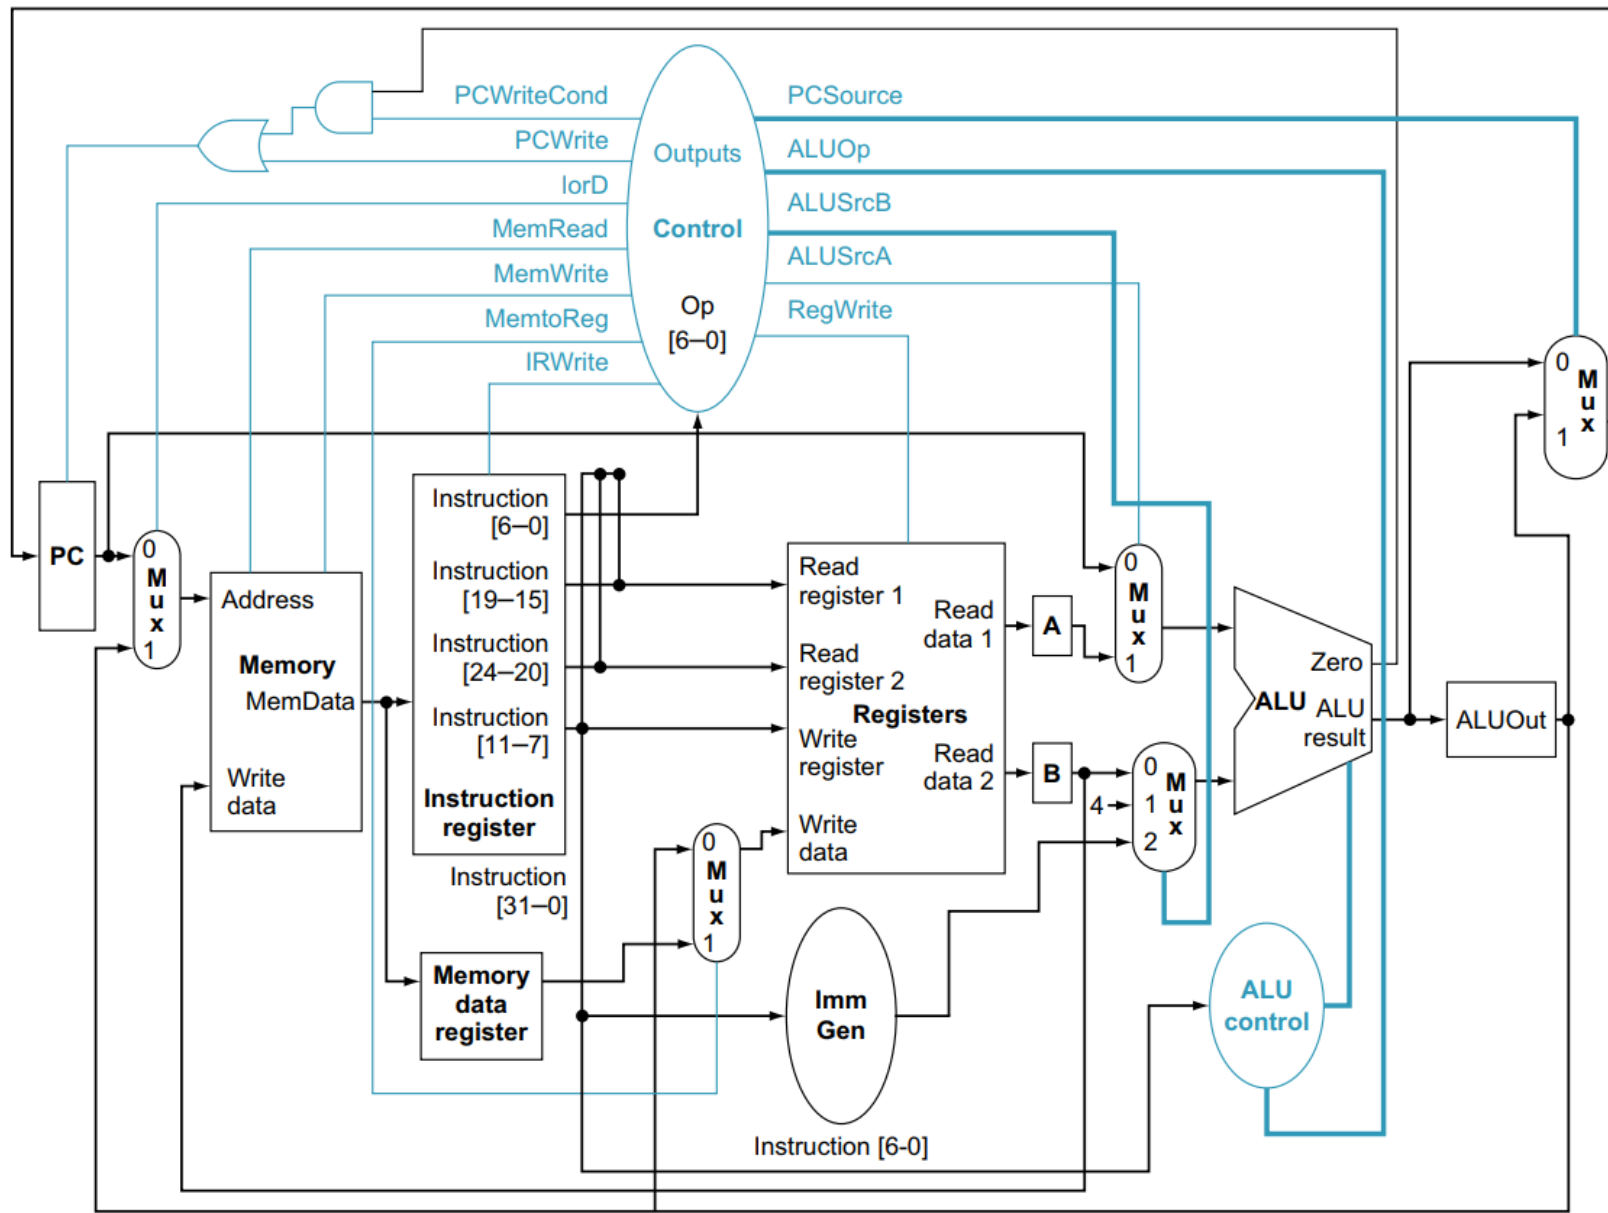 PCWriteCond
PCWrite
IorD
MemRead
MemWrite
MemtoReg
IRWrite
Outputs
Control
Op
[6–0]
PCSource
ALUOp
ALUSrcB
ALUSrcA
RegWrite
PC
0
M
u
x
1
Address
Memory
MemData
Write
data
Instruction
[6–0]
Instruction
[19–15]
Instruction
[24–20]
Instruction
[11–7]
Instruction
register
Instruction
[31–0]
Memory
data
register
0
M
u
x
1
Read
register 1
Read
register 2
Registers
Write
register
Write
data
Read
data 1
Read
data 2
Imm
Gen
Instruction [6-0]
A
B
4
0
M
u
x
1
0
1
2
M
u
x
Zero
ALU
ALU
result
ALU
control
ALUOut
0
M
u
x
1